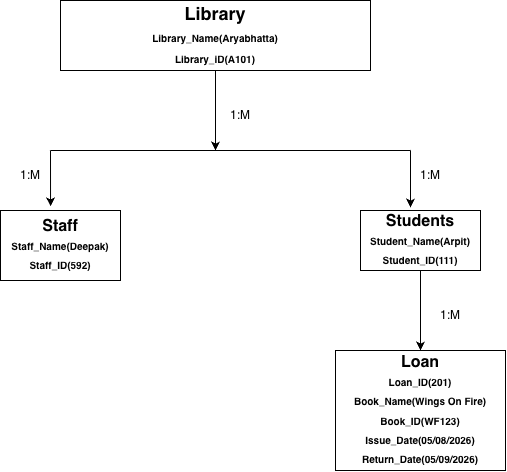 Library
Library_Name(Aryabhatta)
Library_ID(A101)
1:M
1:M
1:M
Staff
Staff_Name(Deepak)
Staff_ID(592)
Students
Student_Name(Arpit)
Student_ID(111)
1:M
Loan
Loan_ID(201)
Book_Name(Wings On Fire)
Book_ID(WF123)
Issue_Date(05/08/2026)
Return_Date(05/09/2026)